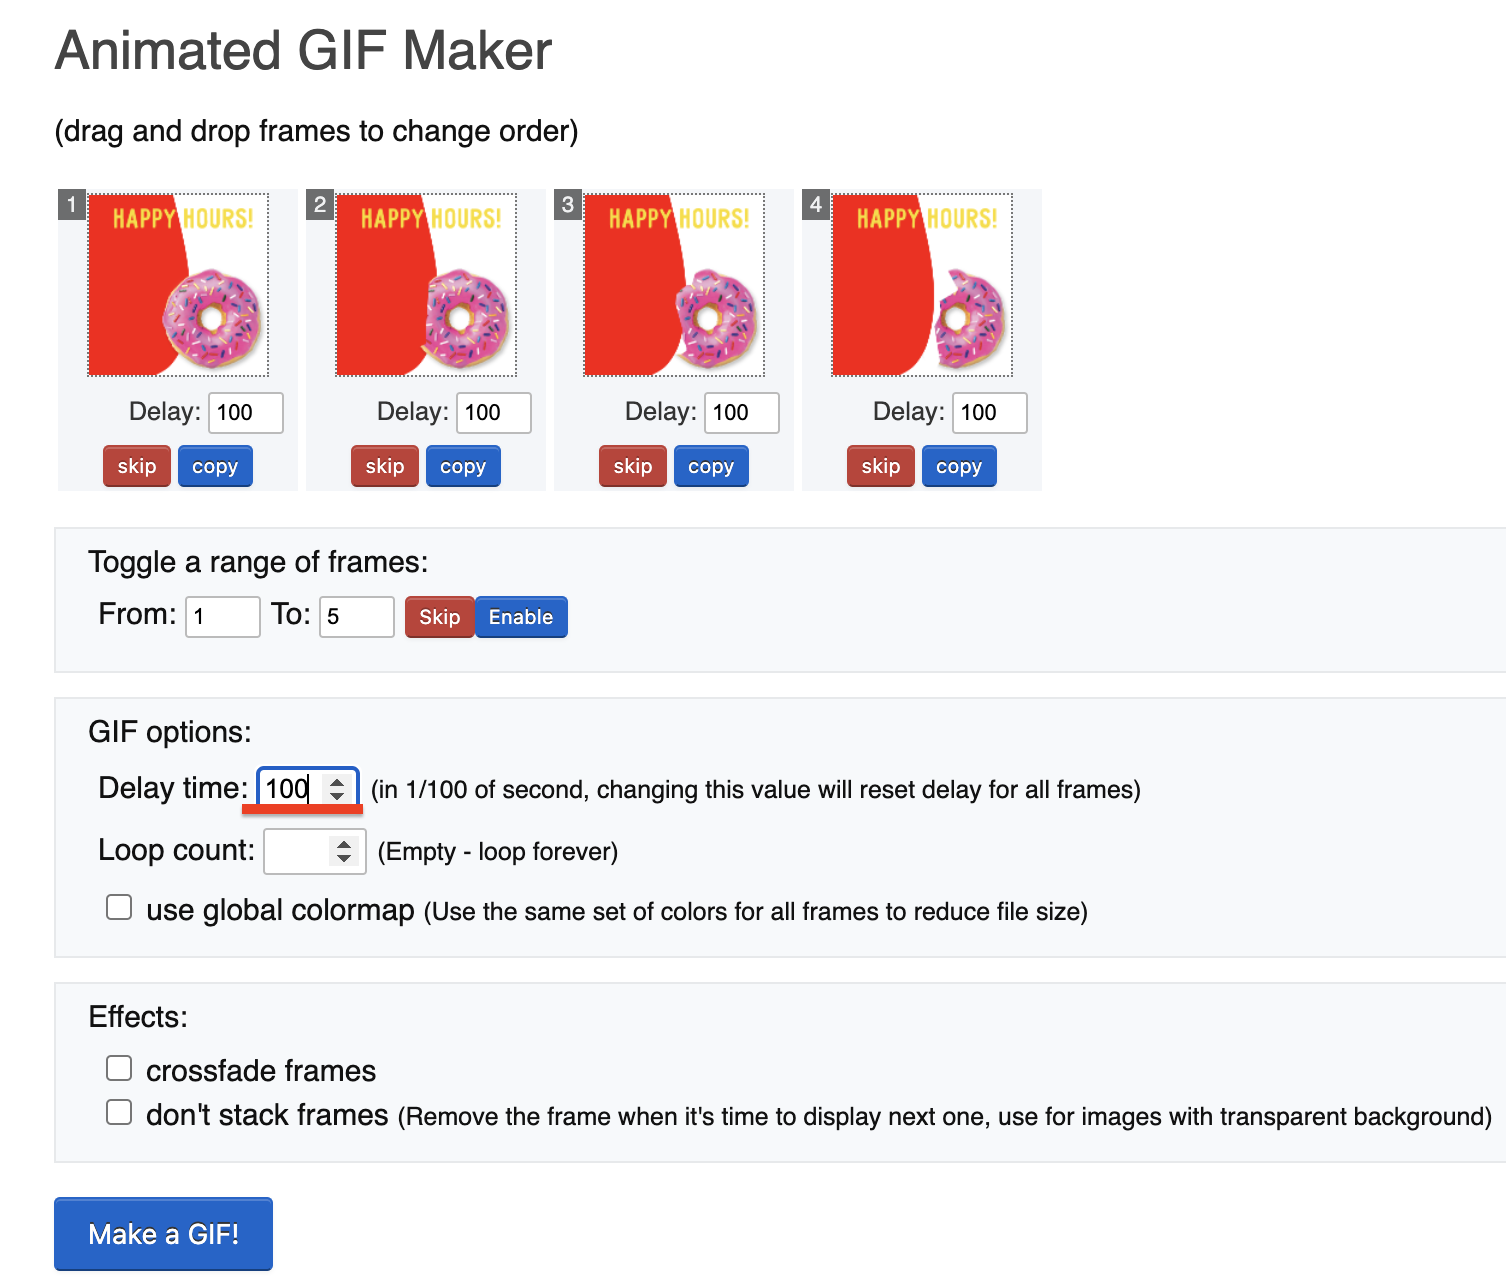 Animated GIF Maker
(drag and drop frames to change order)
1 2 3 4
HAPPY HOURS! HAPPY HOURS! HAPPY HOURS! HAPPY HOURS!
Delay: 100 Delay: 100 Delay: 100 Delay: 100
skip copy skip copy skip copy skip copy
Toggle a range of frames:
From: 1 To: 5 Skip Enable
GIF options:
Delay time: 100 (in 1/100 of second, changing this value will reset delay for all frames)
Loop count: (Empty - loop forever)
use global colormap (Use the same set of colors for all frames to reduce file size)
Effects:
crossfade frames
don't stack frames (Remove the frame when it's time to display next one, use for images with transparent background)
Make a GIF!